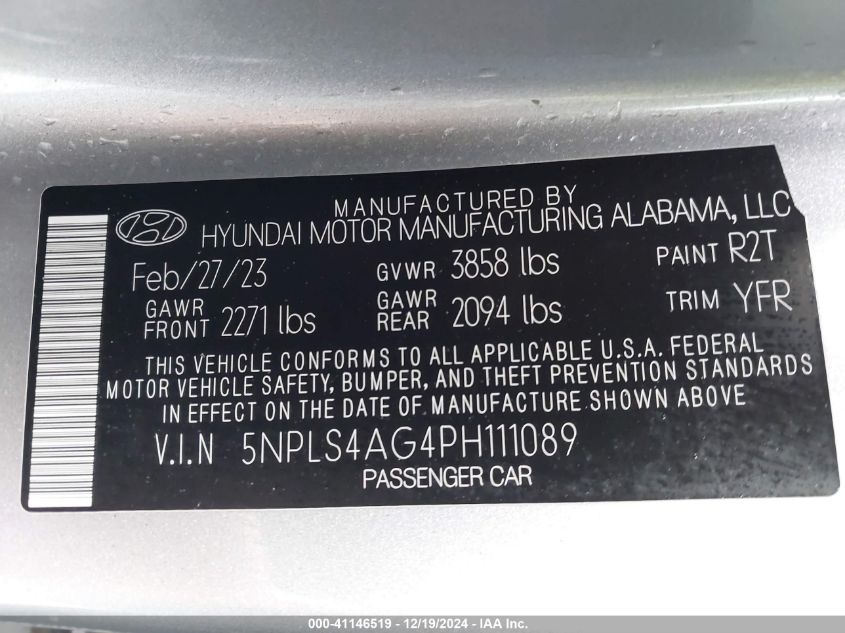 MANUFACTURED BY
HYUNDAI MOTOR MANUFACTURING ALABAMA, LLC
Feb/27/23 GVWR 3858 lbs PAINT R2T
GAWR FRONT 2271 lbs GAWR REAR 2094 lbs TRIM YFR
THIS VEHICLE CONFORMS TO ALL APPLICABLE U.S.A. FEDERAL
MOTOR VEHICLE SAFETY, BUMPER, AND THEFT PREVENTION STANDARDS
IN EFFECT ON THE DATE OF MANUFACTURE SHOWN ABOVE
V.I.N 5NPLS4AG4PH111089
PASSENGER CAR
000-41146519 - 12/19/2024 - IAA Inc.